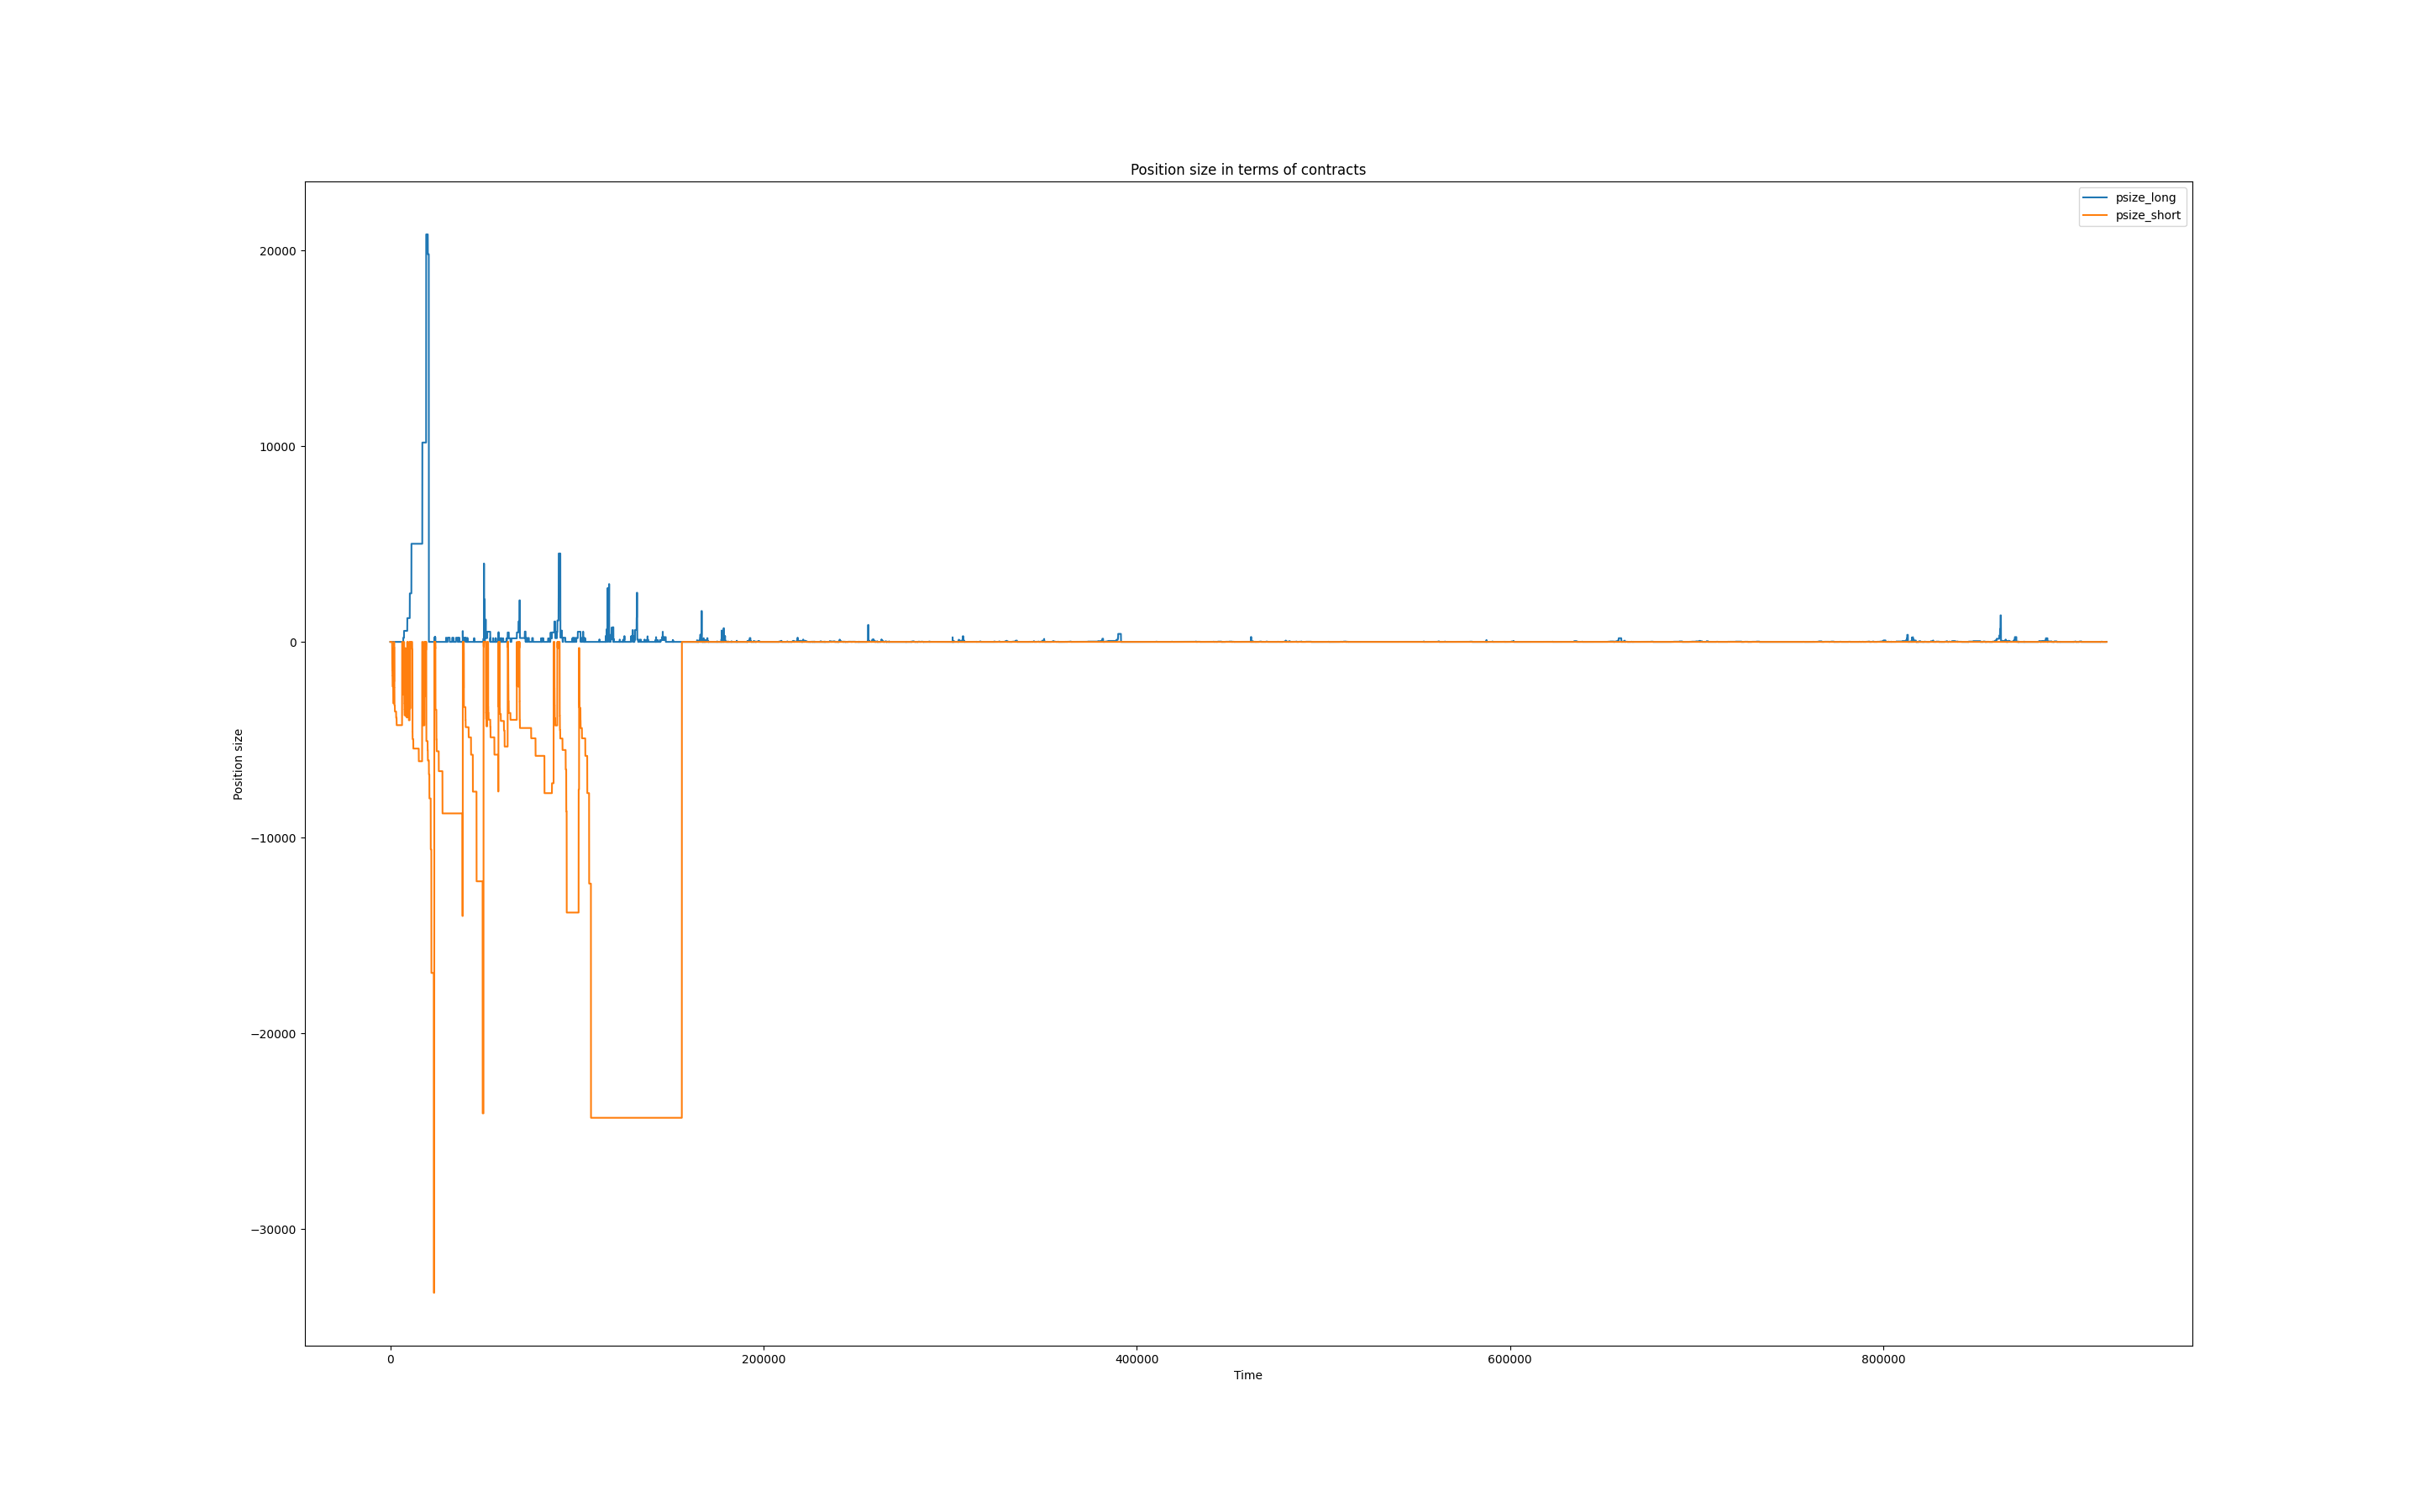 Position size in terms of contracts
psize_long
psize_short
20000
10000
0
−10000
−20000
−30000
Position size
0
200000
400000
600000
800000
Time